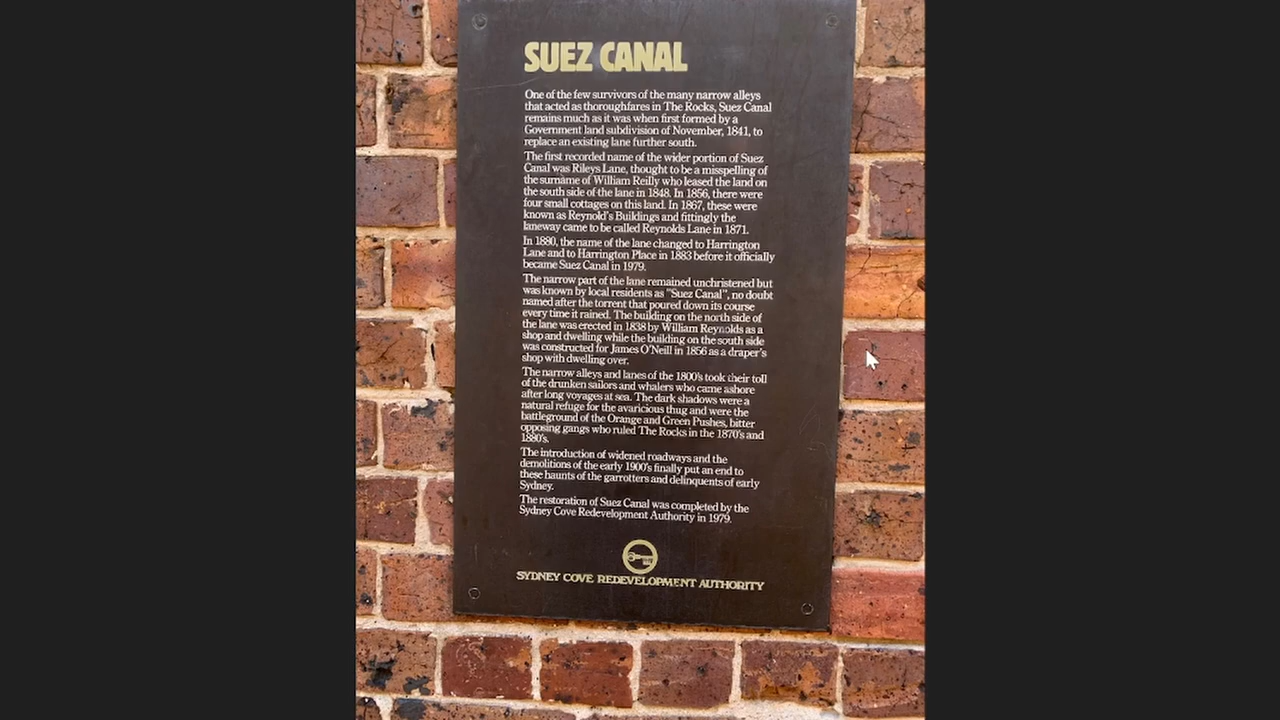 SUEZ CANAL
One of the few survivors of the many narrow alleys
that acted as thoroughfares in The Rocks, Suez Canal
remains much as it was when first formed by a
Government land subdivision of November, 1841, to
replace an existing lane further south.
The first recorded name of the wider portion of Suez
Canal was Rileys Lane, thought to be a misspelling of
the surname of William Reilly who leased the land on
the south side of the lane in 1848. In 1856, there were
four small cottages on this land. In 1867, these were
known as Reynold's Buildings and fittingly the
laneway came to be called Reynolds Lane in 1871.
In 1880, the name of the lane changed to Harrington
Lane and to Harrington Place in 1883 before it officially
became Suez Canal in 1979.
The narrow part of the lane remained unchristened but
was known by local residents as "Suez Canal", no doubt
named after the torrent that poured down its course
every time it rained. The building on the north side of
the lane was erected in 1838 by William Reynolds as a
shop and dwelling while the building on the south side
was constructed for James O'Neill in 1856 as a draper's
shop with dwelling over.
The narrow alleys and lanes of the 1800's took their toll
of the drunken sailors and whalers who came ashore
after long voyages at sea. The dark shadows were a
natural refuge for the avaricious thug and were the
battleground of the Orange and Green Pushes, bitter
opposing gangs who ruled The Rocks in the 1870's and
1880's.
The introduction of widened roadways and the
demolitions of the early 1900's finally put an end to
these haunts of the garrotters and delinquents of early
Sydney.
The restoration of Suez Canal was completed by the
Sydney Cove Redevelopment Authority in 1979.
SYDNEY COVE REDEVELOPMENT AUTHORITY